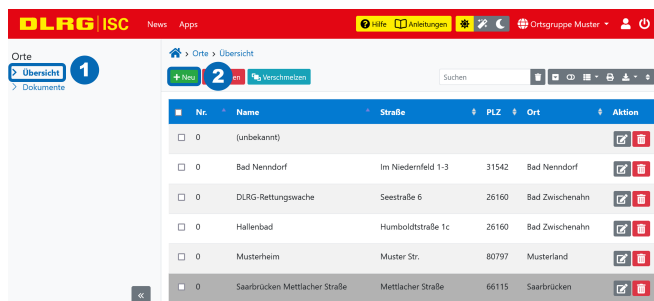 DLRG ISC News Apps Hilfe Anleitungen Ortsgruppe Muster
Orte
> Übersicht
> Dokumente
1
> Orte > Übersicht
+ Neu 2 en Verschmelzen Suchen
Nr. Name Straße PLZ Ort Aktion
0 (unbekannt)
0 Bad Nenndorf Im Niedernfeld 1-3 31542 Bad Nenndorf
0 DLRG-Rettungswache Seestraße 6 26160 Bad Zwischenahn
0 Hallenbad Humboldtstraße 1c 26160 Bad Zwischenahn
0 Musterheim Muster Str. 80797 Musterland
0 Saarbrücken Mettlacher Straße Mettlacher Straße 66115 Saarbrücken
«